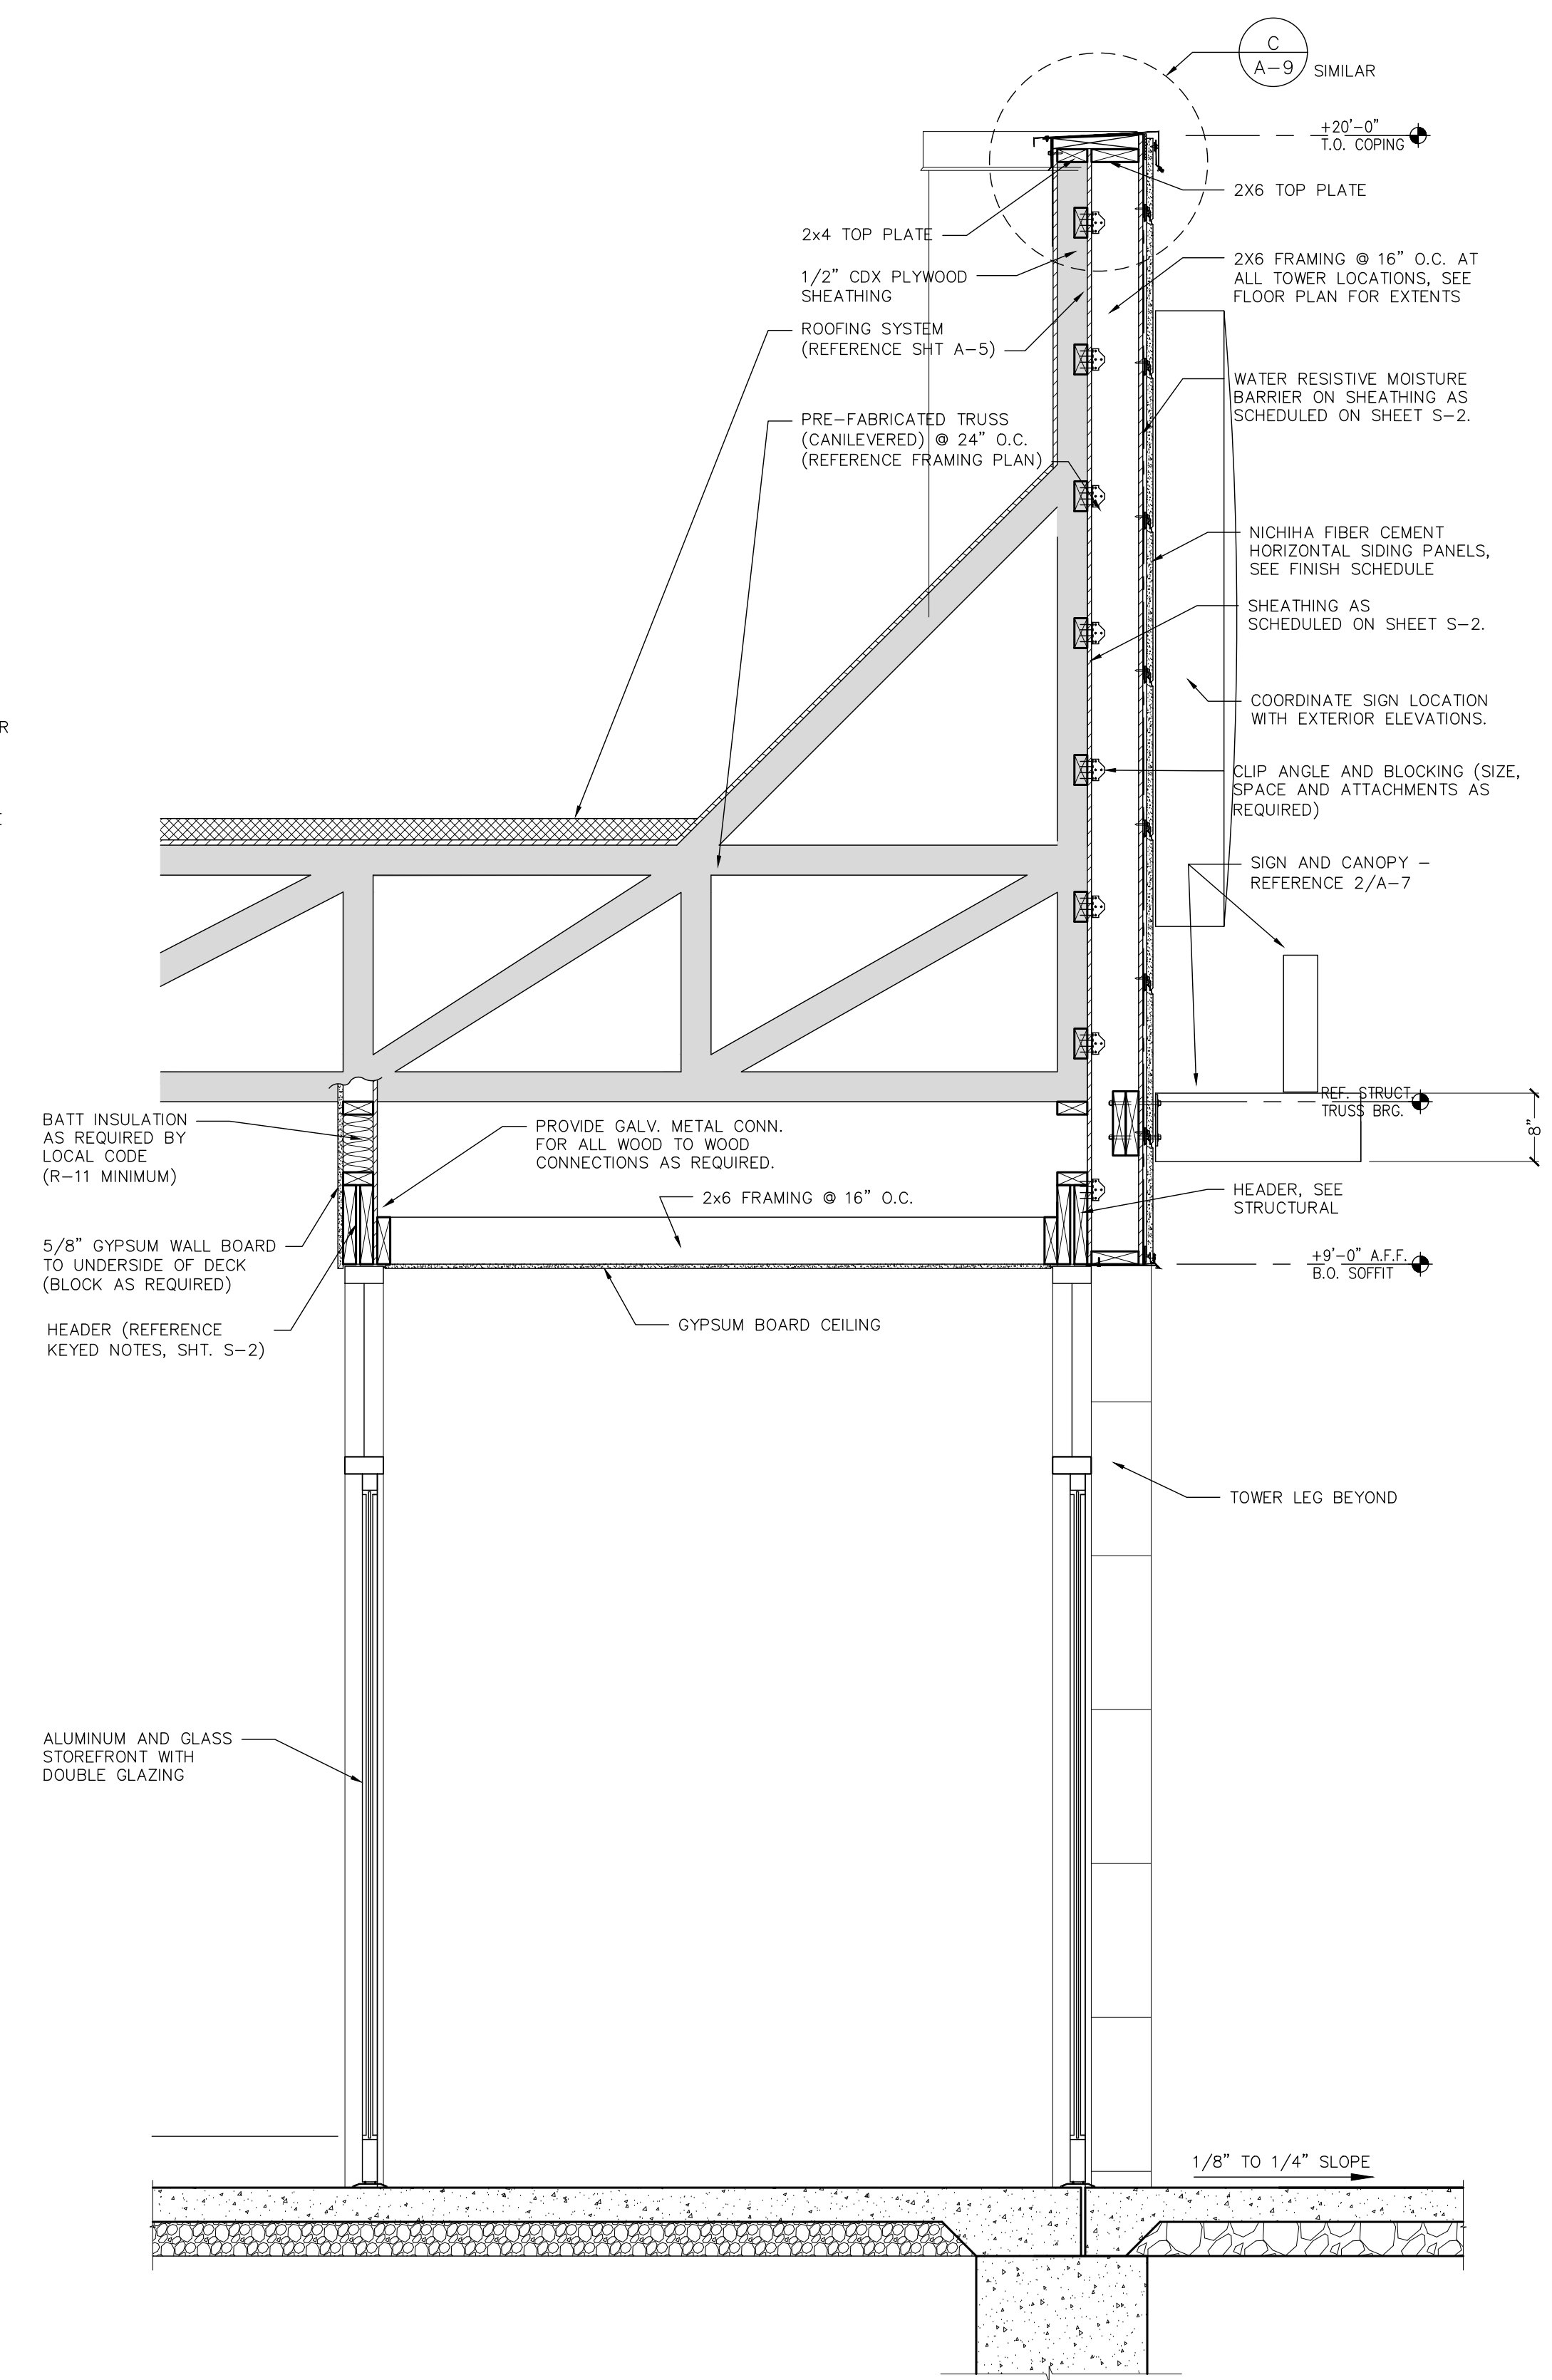 C
A-9
SIMILAR
+20'-0"
T.O. COPING
2X6 TOP PLATE
2x4 TOP PLATE
1/2" CDX PLYWOOD
SHEATHING
2X6 FRAMING @ 16" O.C. AT
ALL TOWER LOCATIONS, SEE
FLOOR PLAN FOR EXTENTS
ROOFING SYSTEM
(REFERENCE SHT A-5)
WATER RESISTIVE MOISTURE
BARRIER ON SHEATHING AS
SCHEDULED ON SHEET S-2.
PRE-FABRICATED TRUSS
(CANILEVERED) @ 24" O.C.
(REFERENCE FRAMING PLAN)
NICHIHA FIBER CEMENT
HORIZONTAL SIDING PANELS,
SEE FINISH SCHEDULE
SHEATHING AS
SCHEDULED ON SHEET S-2.
COORDINATE SIGN LOCATION
WITH EXTERIOR ELEVATIONS.
R
CLIP ANGLE AND BLOCKING (SIZE,
SPACE AND ATTACHMENTS AS
REQUIRED)
SIGN AND CANOPY -
REFERENCE 2/A-7
REF. STRUCT.
TRUSS BRG.
8"
BATT INSULATION
AS REQUIRED BY
LOCAL CODE
(R-11 MINIMUM)
PROVIDE GALV. METAL CONN.
FOR ALL WOOD TO WOOD
CONNECTIONS AS REQUIRED.
2x6 FRAMING @ 16" O.C.
HEADER, SEE
STRUCTURAL
5/8" GYPSUM WALL BOARD
TO UNDERSIDE OF DECK
(BLOCK AS REQUIRED)
+9'-0" A.F.F.
B.O. SOFFIT
HEADER (REFERENCE
KEYED NOTES, SHT. S-2)
GYPSUM BOARD CEILING
TOWER LEG BEYOND
ALUMINUM AND GLASS
STOREFRONT WITH
DOUBLE GLAZING
1/8" TO 1/4" SLOPE